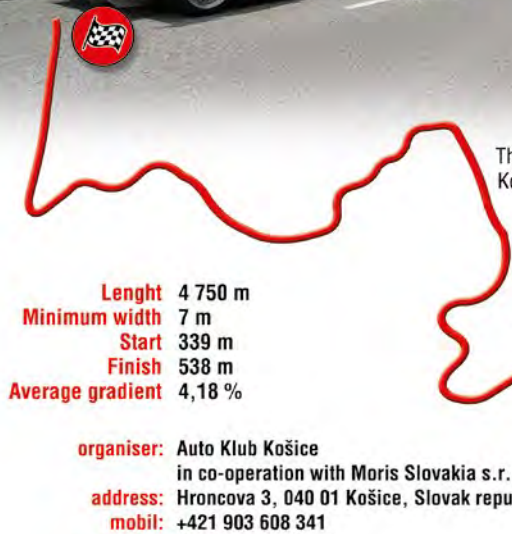 Lenght 4 750 m
Minimum width 7 m
Start 339 m
Finish 538 m
Average gradient 4,18 %
organiser: Auto Klub Košice
in co-operation with Moris Slovakia s.r.
address: Hroncova 3, 040 01 Košice, Slovak
mobil: +421 903 608 341